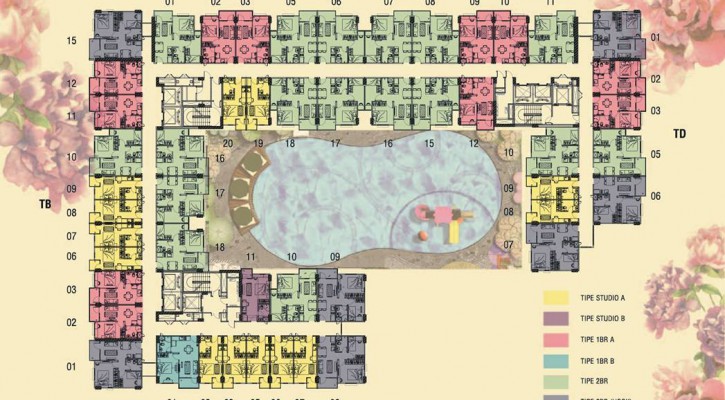 01 02 03 05 06 07 08 09 10 11
15
01
12
02
11
03
20 19 18 17 16 15 12
10
16
10
05
TD
TB
09
17
09
06
08
08
07
18
07
06
11 10 09
03
02
01
TIPE STUDIO A
TIPE STUDIO B
TIPE 1BR A
TIPE 1BR B
TIPE 2BR